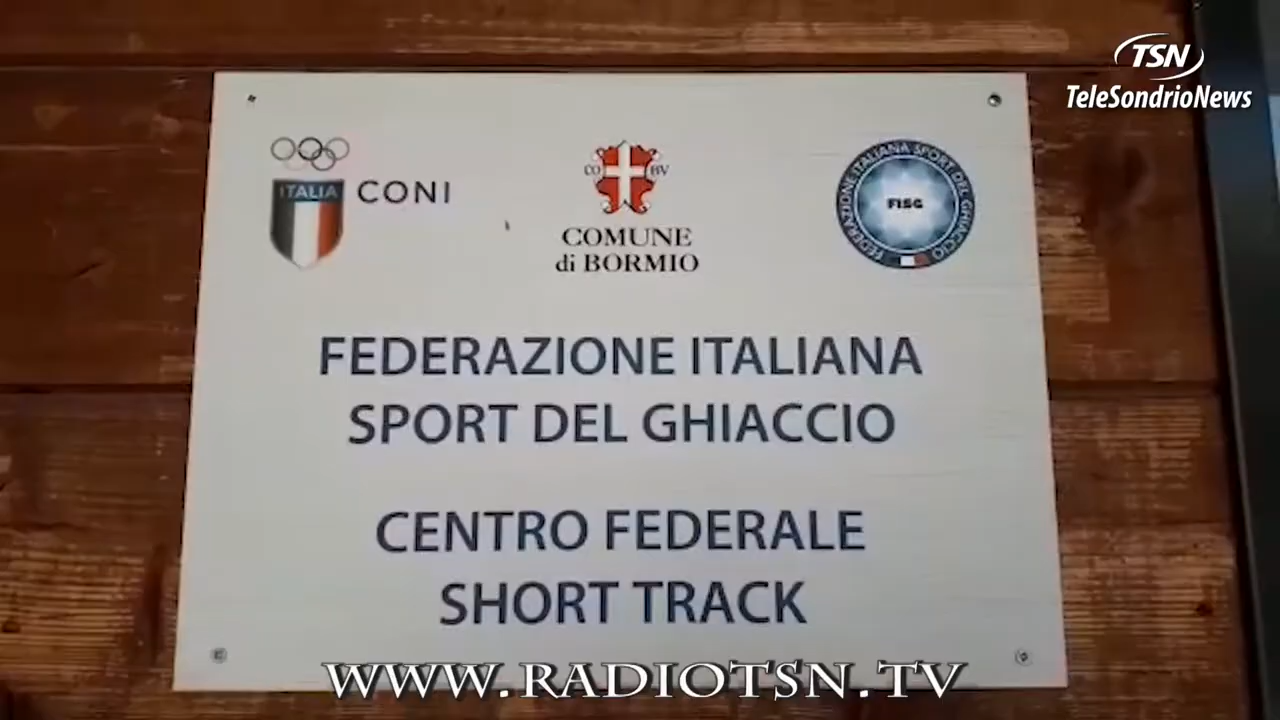 TSN
TeleSondrioNews
ITALIA
CONI
CO BV
COMUNE
di BORMIO
FEDERAZIONE ITALIANA SPORT DEL GHIACCIO
FISG
FEDERAZIONE ITALIANA
SPORT DEL GHIACCIO
CENTRO FEDERALE
SHORT TRACK
WWW.RADIOTSN.TV